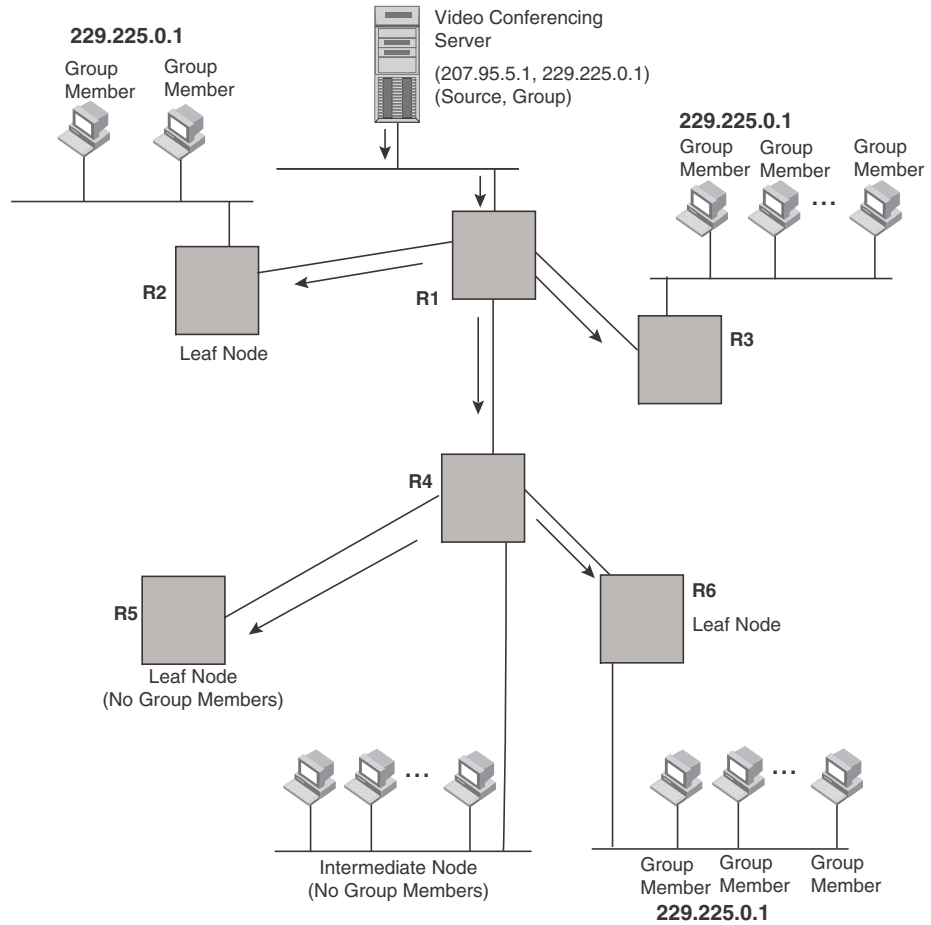 229.225.0.1
Group
Member
Group
Member
Video Conferencing
Server
(207.95.5.1, 229.225.0.1)
(Source, Group)
229.225.0.1
Group
Member
Group
Member
Group
Member
...
R2
Leaf Node
R1
R3
R4
R5
Leaf Node
(No Group Members)
R6
Leaf Node
...
Intermediate Node
(No Group Members)
...
Group
Member
Group
Member
Group
Member
229.225.0.1